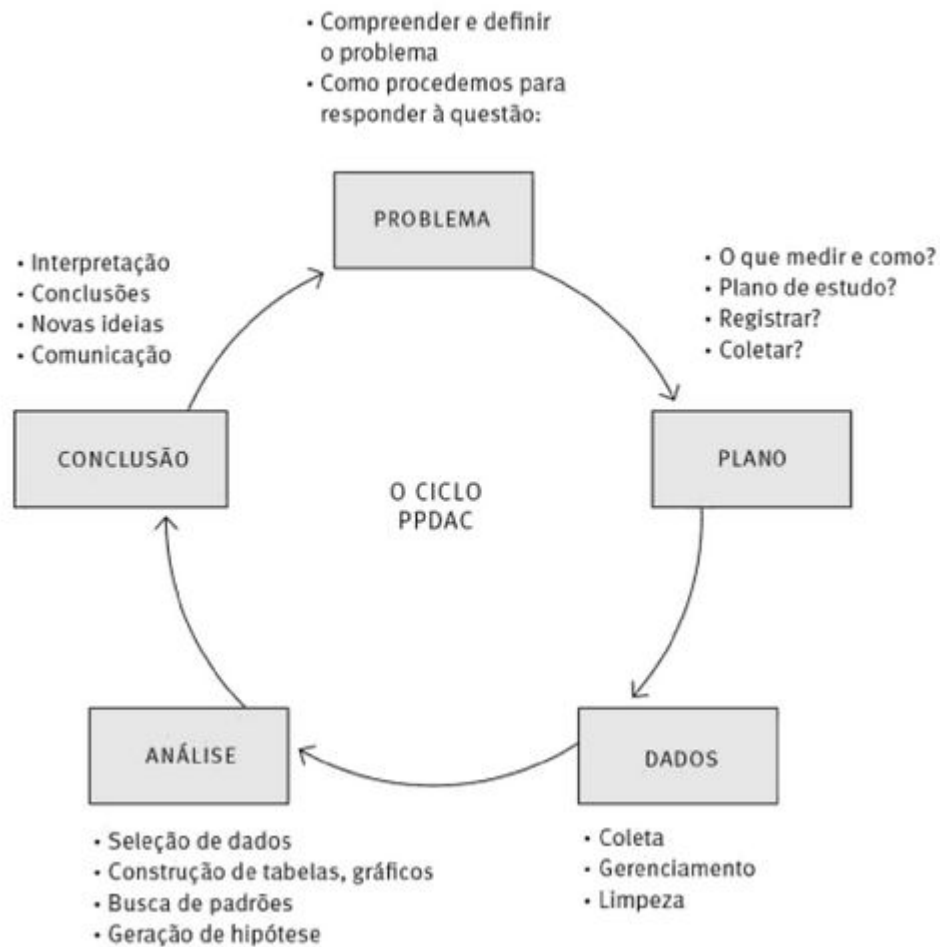 • Compreender e definir
o problema
• Como procedemos para
responder à questão:
PROBLEMA
• O que medir e como?
• Plano de estudo?
• Registrar?
• Coletar?
PLANO
• Interpretação
• Conclusões
• Novas ideias
• Comunicação
CONCLUSÃO
O CICLO
PPDAC
DADOS
• Coleta
• Gerenciamento
• Limpeza
ANÁLISE
• Seleção de dados
• Construção de tabelas, gráficos
• Busca de padrões
• Geração de hipótese